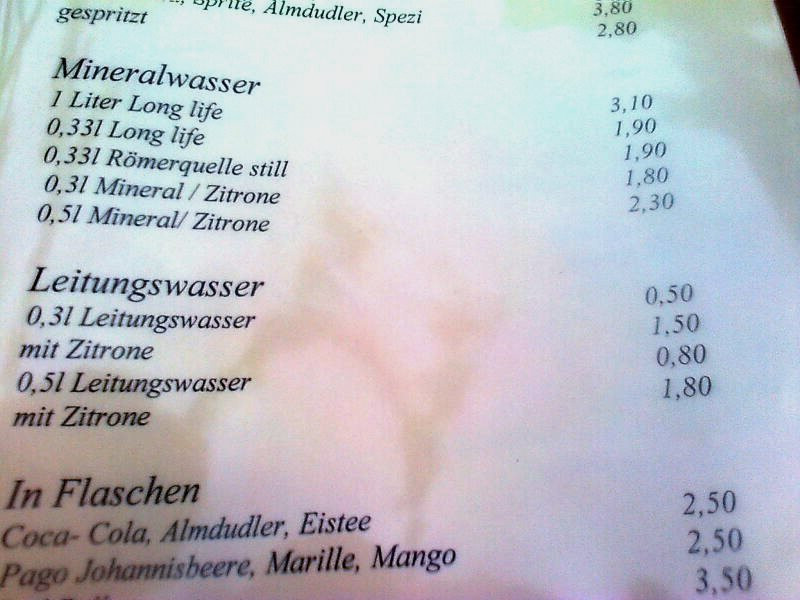 Sprite, Almdudler, Spezi 3,80
gespritzt 2,80
Mineralwasser
1 Liter Long life 3,10
0,33l Long life 1,90
0,33l Römerquelle still 1,90
0,3l Mineral / Zitrone 1,80
0,5l Mineral/ Zitrone 2,30
Leitungswasser
0,3l Leitungswasser 0,50
mit Zitrone 1,50
0,5l Leitungswasser 0,80
mit Zitrone 1,80
In Flaschen
Coca- Cola, Almdudler, Eistee 2,50
Pago Johannisbeere, Marille, Mango 2,50
3,50